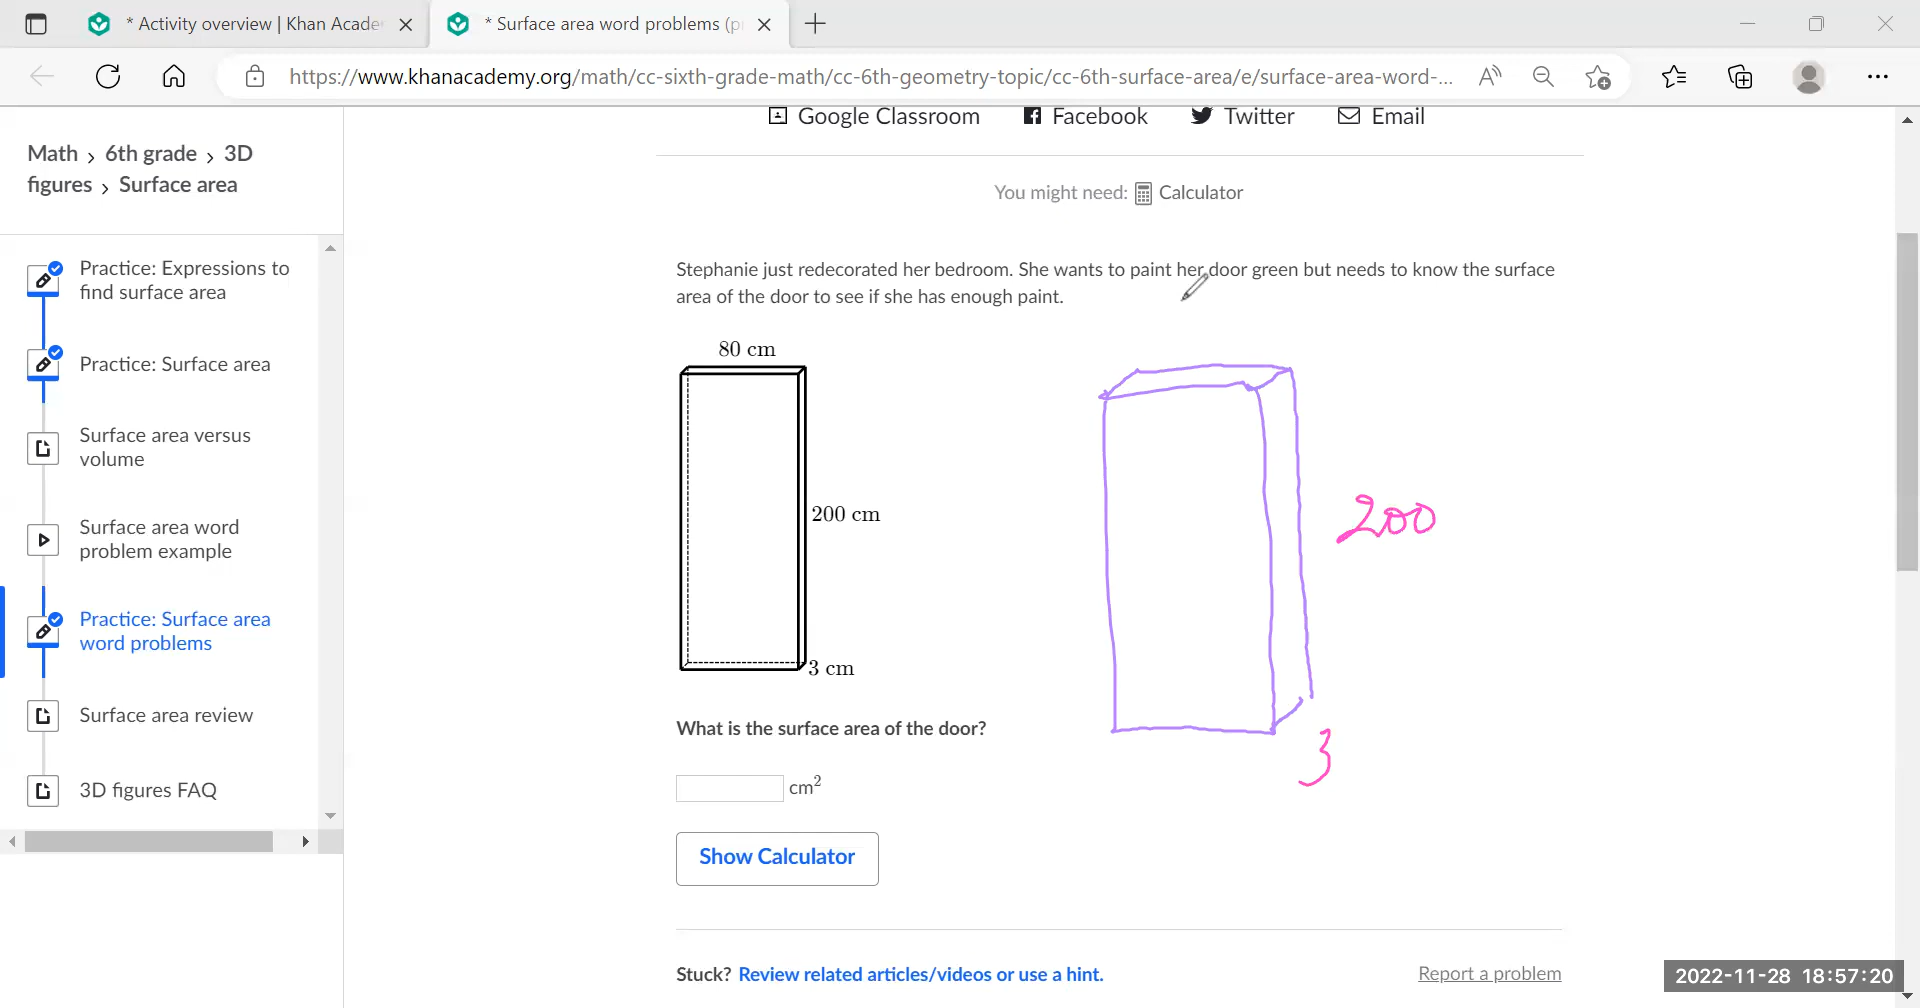 * Activity overview | Khan Acade
* Surface area word problems (p
https://www.khanacademy.org/math/cc-sixth-grade-math/cc-6th-geometry-topic/cc-6th-surface-area/e/surface-area-word-...
Google Classroom Facebook Twitter Email
Math › 6th grade › 3D
figures › Surface area
Practice: Expressions to
find surface area
Practice: Surface area
Surface area versus
volume
Surface area word
problem example
Practice: Surface area
word problems
Surface area review
3D figures FAQ
You might need: Calculator
Stephanie just redecorated her bedroom. She wants to paint her door green but needs to know the surface
area of the door to see if she has enough paint.
80 cm
200 cm
3 cm
200
3
What is the surface area of the door?
cm²
Show Calculator
Stuck? Review related articles/videos or use a hint.
Report a problem
2022-11-28 18:57:20